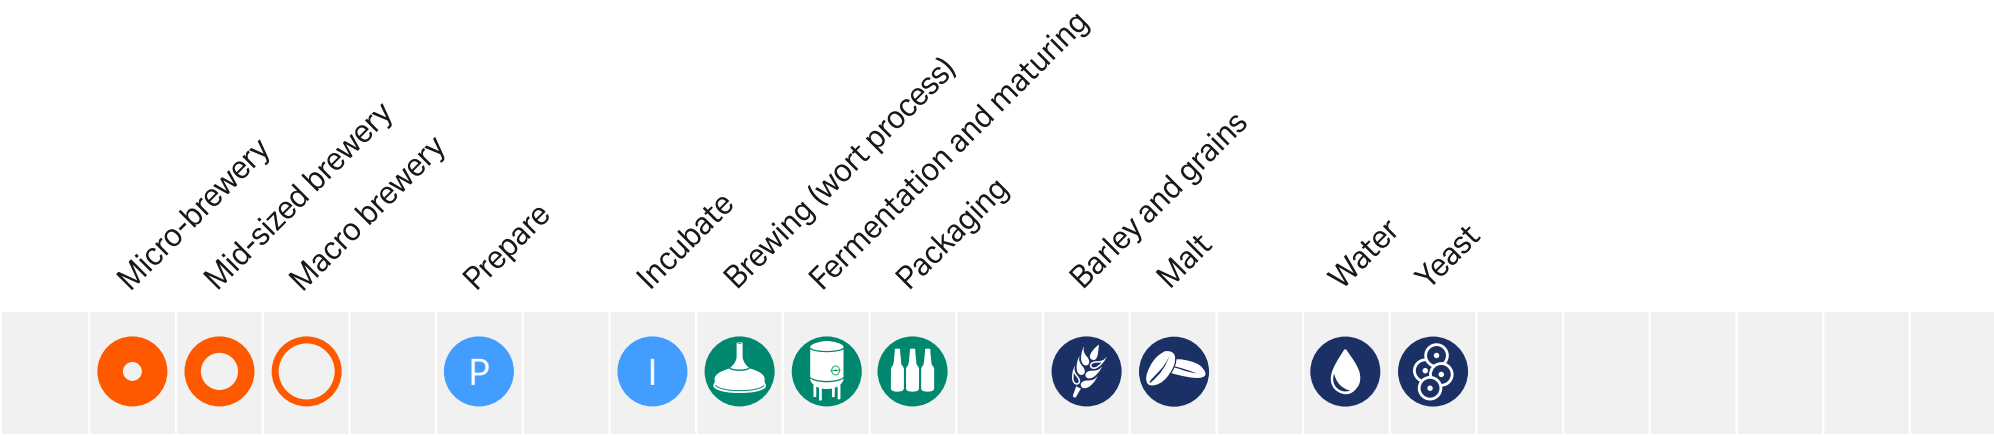 Micro-brewery
Mid-sized brewery
Macro brewery
Prepare
Incubate
Brewing (wort process)
Fermentation and maturing
Packaging
Barley and grains
Malt
Water
Yeast
P
I